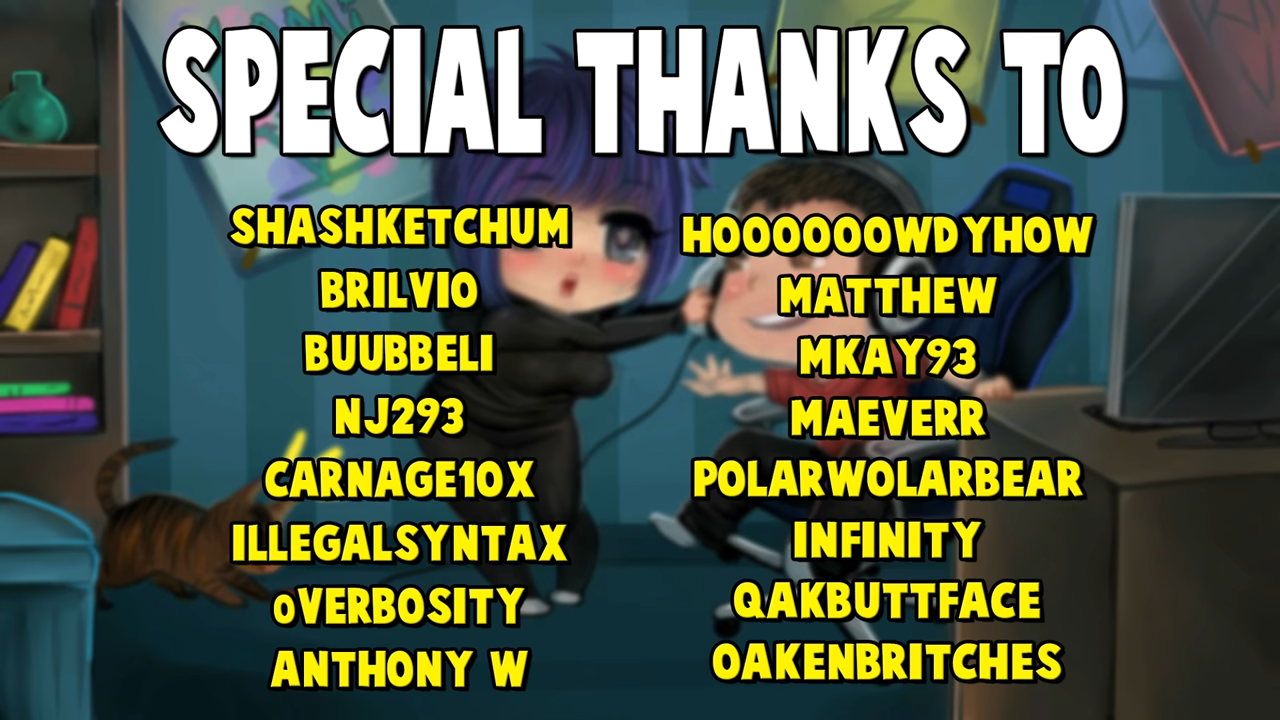 SPECIAL THANKS TO
SHASHKETCHUM
BRILVIO
BUUBBELI
NJ293
CARNAGE10X
ILLEGALSYNTAX
0VERBOSITY
ANTHONY W
HOOOOOOWDYHOW
MATTHEW
MKAY93
MAEVERR
POLARWOLARBEAR
INFINITY
QAKBUTTFACE
OAKENBRITCHES